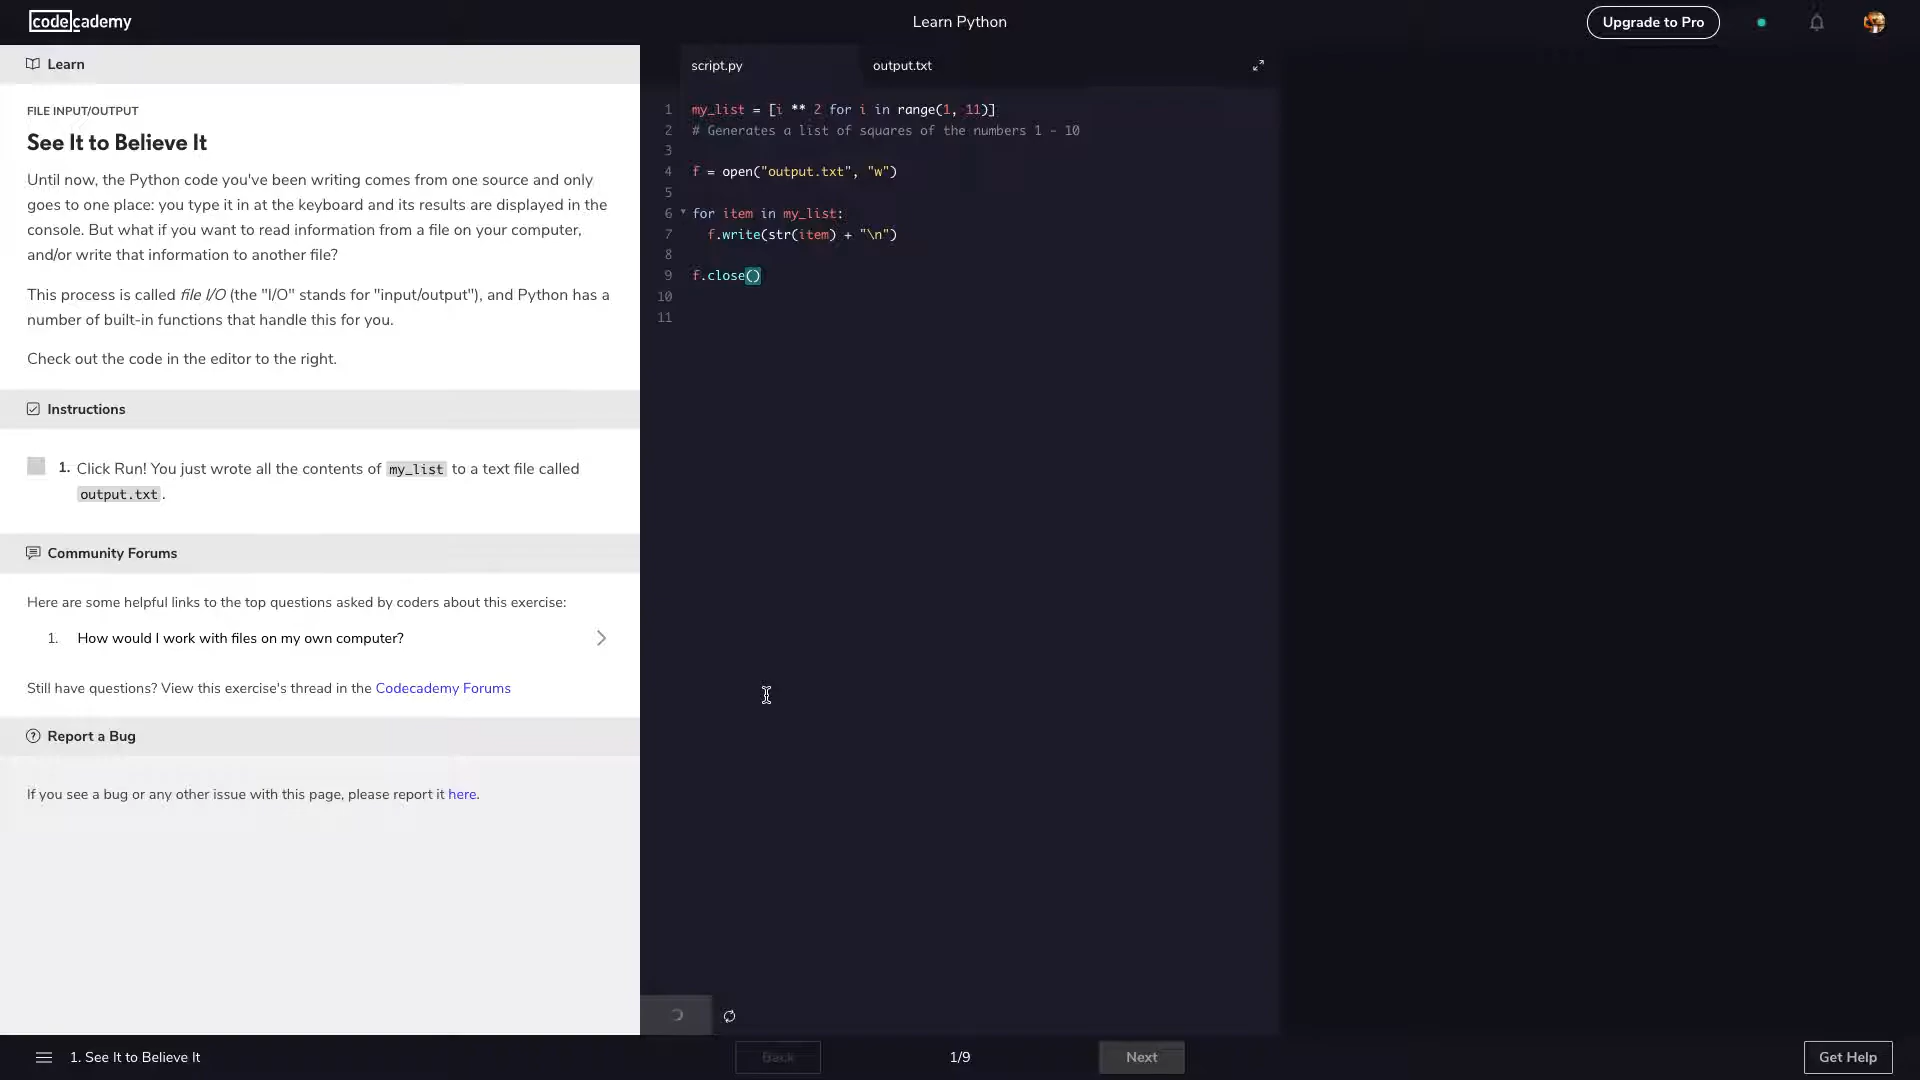 codecademy
Learn Python
Upgrade to Pro
Learn
FILE INPUT/OUTPUT
See It to Believe It
Until now, the Python code you've been writing comes from one source and only
goes to one place: you type it in at the keyboard and its results are displayed in the
console. But what if you want to read information from a file on your computer,
and/or write that information to another file?
This process is called file I/O (the "I/O" stands for "input/output"), and Python has a
number of built-in functions that handle this for you.
Check out the code in the editor to the right.
Instructions
1. Click Run! You just wrote all the contents of my_list to a text file called
output.txt.
Community Forums
Here are some helpful links to the top questions asked by coders about this exercise:
1. How would I work with files on my own computer?
Still have questions? View this exercise's thread in the Codecademy Forums
Report a Bug
If you see a bug or any other issue with this page, please report it here.
script.py
output.txt
1 my_list = [i ** 2 for i in range(1, 11)]
2 # Generates a list of squares of the numbers 1 - 10
3
4 f = open("output.txt", "w")
5
6 for item in my_list:
7   f.write(str(item) + "\n")
8
9 f.close()
10
11
1. See It to Believe It
Back
1/9
Next
Get Help